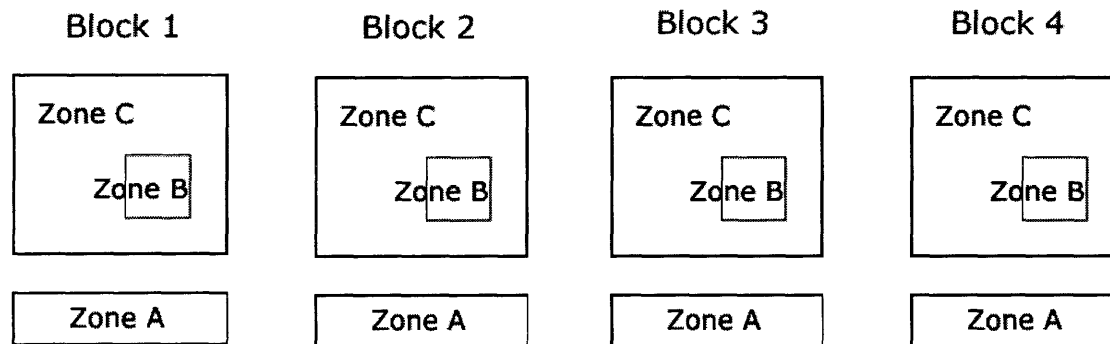 Block 1 Block 2 Block 3 Block 4
Zone C Zone C Zone C Zone C
Zone B Zone B Zone B Zone B
Zone A Zone A Zone A Zone A